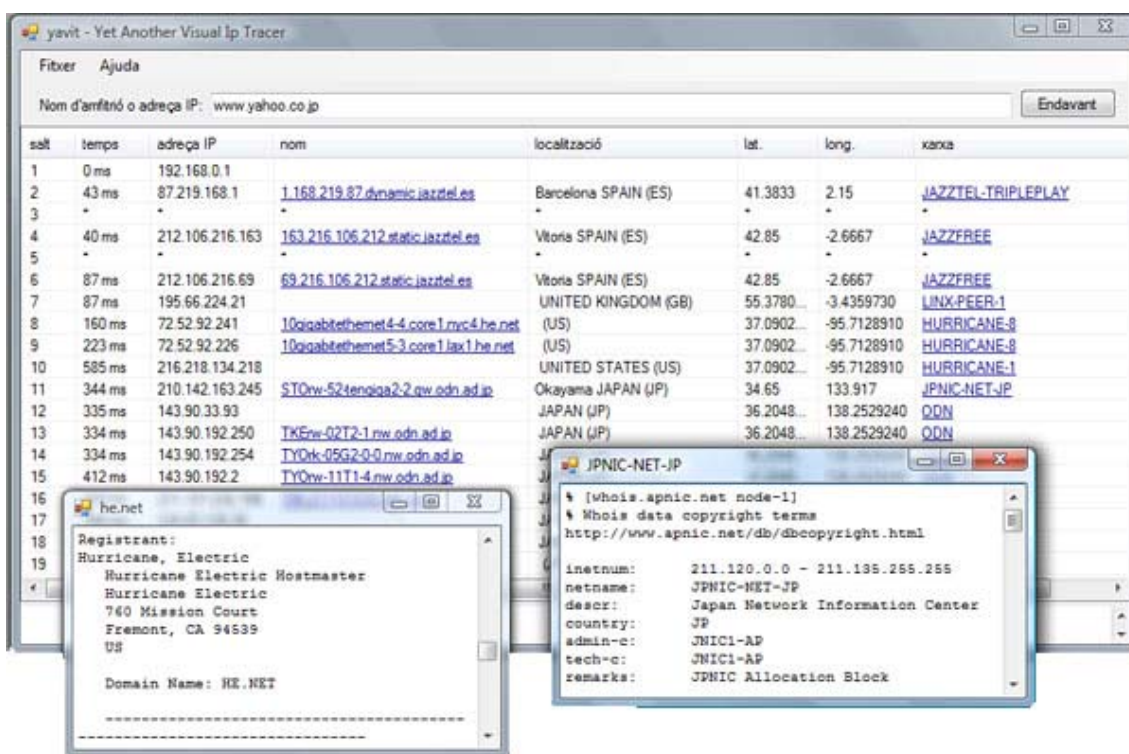 yavit - Yet Another Visual Ip Tracer
Fitxer Ajuda
Nom d'amfitrió o adreça IP: www.yahoo.co.jp Endavant
salt temps adreça IP nom localització lat. long. xarxa
1 0 ms 192.168.0.1
2 43 ms 87.219.168.1 1.168.219.87.dynamic.jazztel.es Barcelona SPAIN (ES) 41.3833 2.15 JAZZTEL-TRIPLEPLAY
3 * * * * * * *
4 40 ms 212.106.216.163 163.216.106.212.static.jazztel.es Vitoria SPAIN (ES) 42.85 -2.6667 JAZZFREE
5 * * * * * * *
6 87 ms 212.106.216.69 69.216.106.212.static.jazztel.es Vitoria SPAIN (ES) 42.85 -2.6667 JAZZFREE
7 87 ms 195.66.224.21 UNITED KINGDOM (GB) 55.3780... -3.4359730 LINX-PEER-1
8 160 ms 72.52.92.241 10gigabitethernet4-4.core1.nyc4.he.net (US) 37.0902... -95.7128910 HURRICANE-8
9 223 ms 72.52.92.226 10gigabitethernet5-3.core1.lax1.he.net (US) 37.0902... -95.7128910 HURRICANE-8
10 585 ms 216.218.134.218 UNITED STATES (US) 37.0902... -95.7128910 HURRICANE-1
11 344 ms 210.142.163.245 STOrw-52tengiga2-2.gw.odn.ad.jp Okayama JAPAN (JP) 34.65 133.917 JPNIC-NET-JP
12 335 ms 143.90.33.93 JAPAN (JP) 36.2048... 138.2529240 ODN
13 334 ms 143.90.192.250 TKErw-02T2-1.nw.odn.ad.jp JAPAN (JP) 36.2048... 138.2529240 ODN
14 334 ms 143.90.192.254 TYOrk-05G2-0-0.nw.odn.ad.jp
15 412 ms 143.90.192.2 TYOrw-11T1-4.nw.odn.ad.jp
16
17
18
19
he.net
Registrant:
Hurricane, Electric
Hurricane Electric Hostmaster
Hurricane Electric
760 Mission Court
Fremont, CA 94539
US
Domain Name: HE.NET
----------------------------------------
--------------------------------
JPNIC-NET-JP
% [whois.apnic.net node-1]
% Whois data copyright terms
http://www.apnic.net/db/dbcopyright.html
inetnum: 211.120.0.0 - 211.135.255.255
netname: JPNIC-NET-JP
descr: Japan Network Information Center
country: JP
admin-c: JNIC1-AP
tech-c: JNIC1-AP
remarks: JPNIC Allocation Block